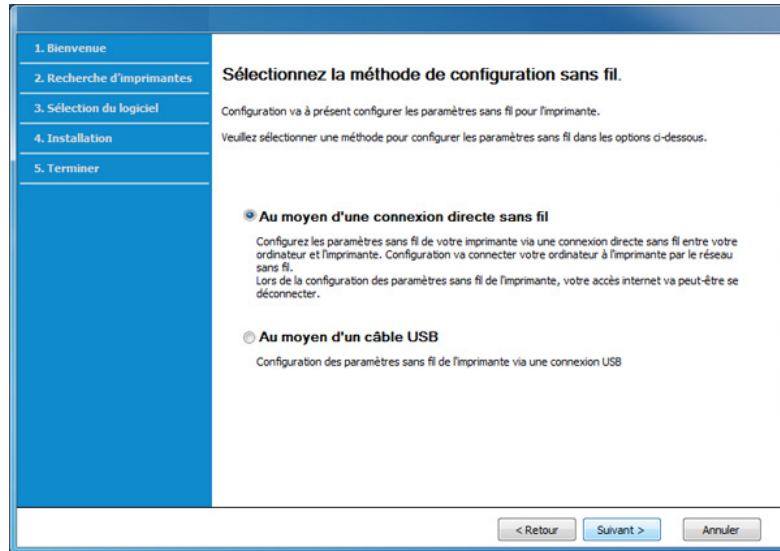 1. Bienvenue
2. Recherche d'imprimantes
3. Sélection du logiciel
4. Installation
5. Terminer
Sélectionnez la méthode de configuration sans fil.
Configuration va à présent configurer les paramètres sans fil pour l'imprimante.
Veuillez sélectionner une méthode pour configurer les paramètres sans fil dans les options ci-dessous.
Au moyen d'une connexion directe sans fil
Configurez les paramètres sans fil de votre imprimante via une connexion directe sans fil entre votre
ordinateur et l'imprimante. Configuration va connecter votre ordinateur à l'imprimante par le réseau
sans fil.
Lors de la configuration des paramètres sans fil de l'imprimante, votre accès internet va peut-être se
déconnecter.
Au moyen d'un câble USB
Configuration des paramètres sans fil de l'imprimante via une connexion USB
< Retour
Suivant >
Annuler